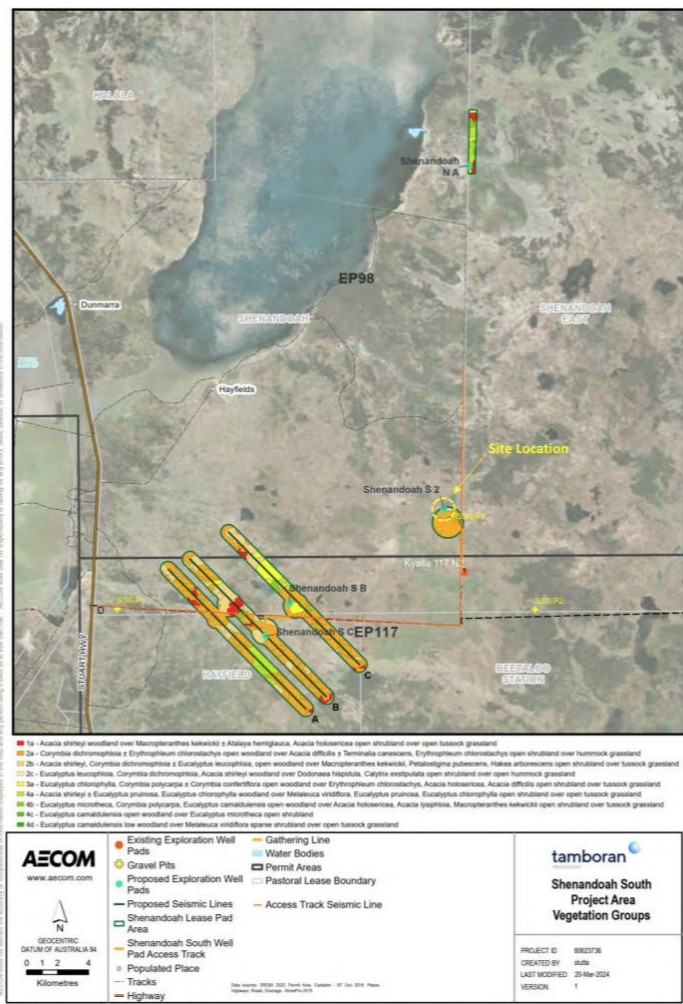 KALALA
Shenandoah
N A
EP98
Dunmarra
SHENANDOAH
SHENANDOAH
EAST
Hayfields
Site Location
Shenandoah S 2
Kyalla 117 N2
SSGP1
SSGP2
Shenandoah S B
D
Shenandoah S C
EP117
STUART HWY
HAYFIELD
BEETALOO
STATION
C
B
A
1a - Acacia shirleyi woodland over Macropteranthes kekwickii ± Atalaya hemiglauca, Acacia holosericea open shrubland over open tussock grassland
2a - Corymbia dichromophloia ± Erythrophleum chlorostachys open woodland over Acacia difficilis ± Terminalia canescens, Erythrophleum chlorostachys open shrubland over hummock grassland
2b - Acacia shirleyi, Corymbia dichromophloia ± Eucalyptus leucophloia, open woodland over Macropteranthes kekwickii, Petalostigma pubescens, Hakea arborescens open shrubland over tussock grassland
2c - Eucalyptus leucophloia, Corymbia dichromophloia, Acacia shirleyi woodland over Dodonaea hispidula, Calytrix exstipulata open shrubland over open hummock grassland
3a - Eucalyptus chlorophylla, Corymbia polycarpa ± Corymbia confertiflora open woodland over Erythrophleum chlorostachys, Acacia holosericea, Acacia difficilis open shrubland over tussock grassland
4a - Acacia shirleyi ± Eucalyptus pruinosa, Eucalyptus chlorophylla woodland over Melaleuca viridiflora, Eucalyptus pruinosa, Eucalyptus chlorophylla open shrubland over open tussock grassland
4b - Eucalyptus microtheca, Corymbia polycarpa, Eucalyptus camaldulensis open woodland over Acacia holosericea, Acacia lysiphloia, Macropteranthes kekwickii open shrubland over tussock grassland
4c - Eucalyptus camaldulensis open woodland over Eucalyptus microtheca open shrubland
4d - Eucalyptus camaldulensis low woodland over Melaleuca viridiflora sparse shrubland over open tussock grassland
AECOM
www.aecom.com
N
GEOCENTRIC
DATUM OF AUSTRALIA 94
0 1 2 4
Kilometres
Existing Exploration Well
Pads
Gravel Pits
Proposed Exploration Well
Pads
Proposed Seismic Lines
Shenandoah Lease Pad
Area
Shenandoah South Well
Pad Access Track
D Populated Place
Tracks
Highway
Gathering Line
Water Bodies
Permit Areas
Pastoral Lease Boundary
Access Track Seismic Line
tamboran
RESOURCES
Shenandoah South
Project Area
Vegetation Groups
PROJECT ID 60623736
CREATED BY
LAST MODIFIED 20-Mar-2024
VERSION 1